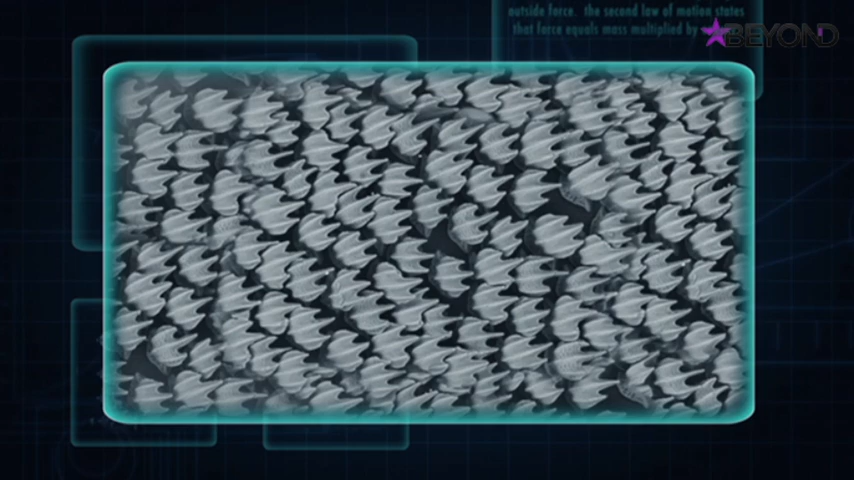 outside force. the second law of motion states
that force equals mass multiplied by
BEYOND